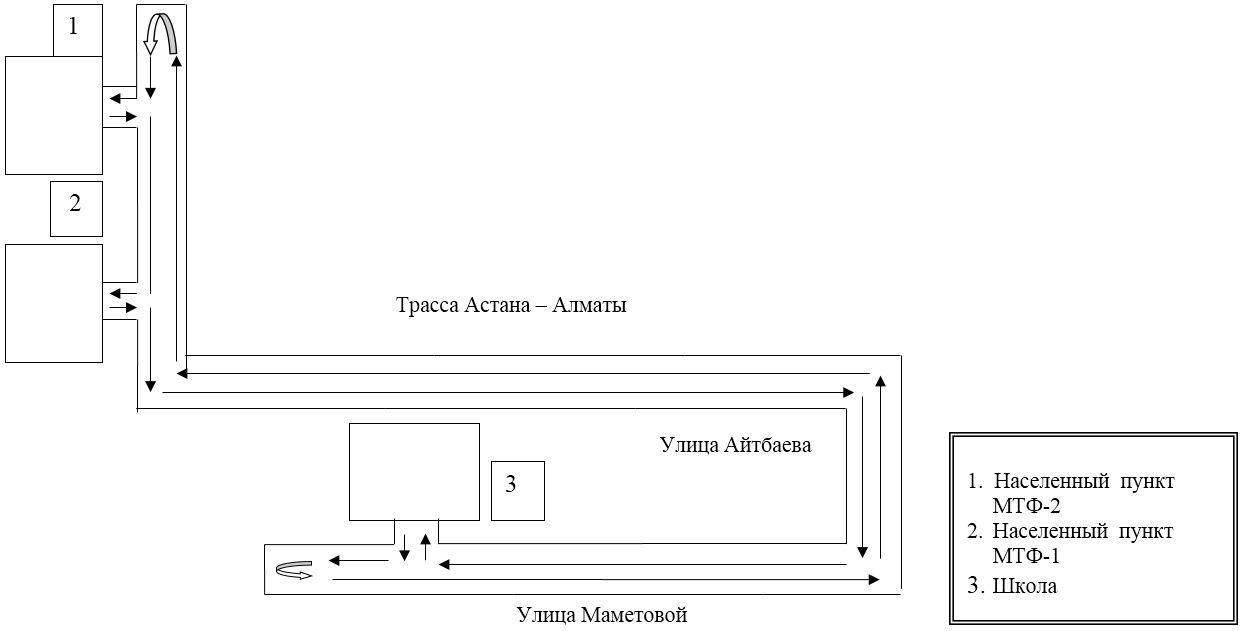 1
2
Трасса Астана – Алматы
Улица Айтбаева
3
1. Населенный пункт
МТФ-2
2. Населенный пункт
МТФ-1
3. Школа
Улица Маметовой